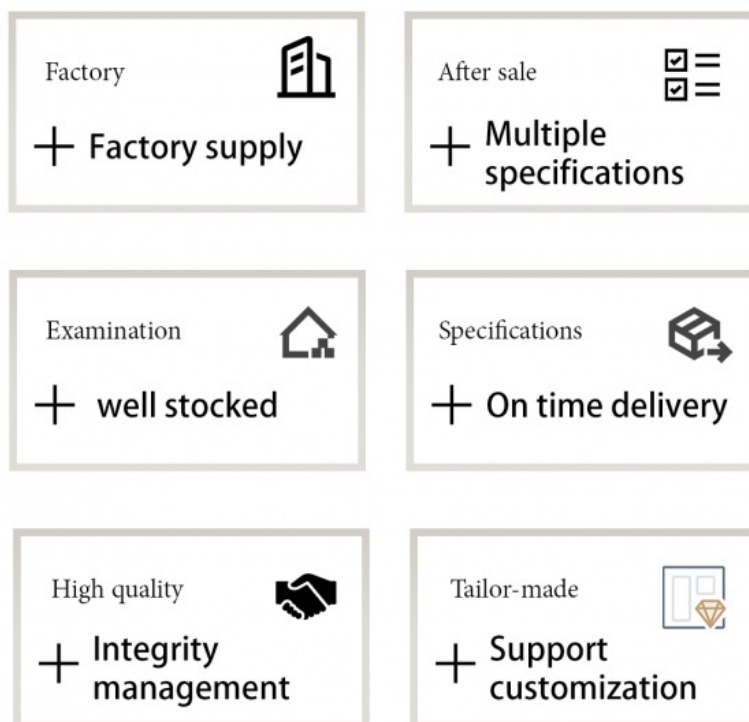 Factory
Factory supply
After sale
Multiple
specifications
Examination
well stocked
Specifications
On time delivery
High quality
Integrity
management
Tailor-made
Support
customization